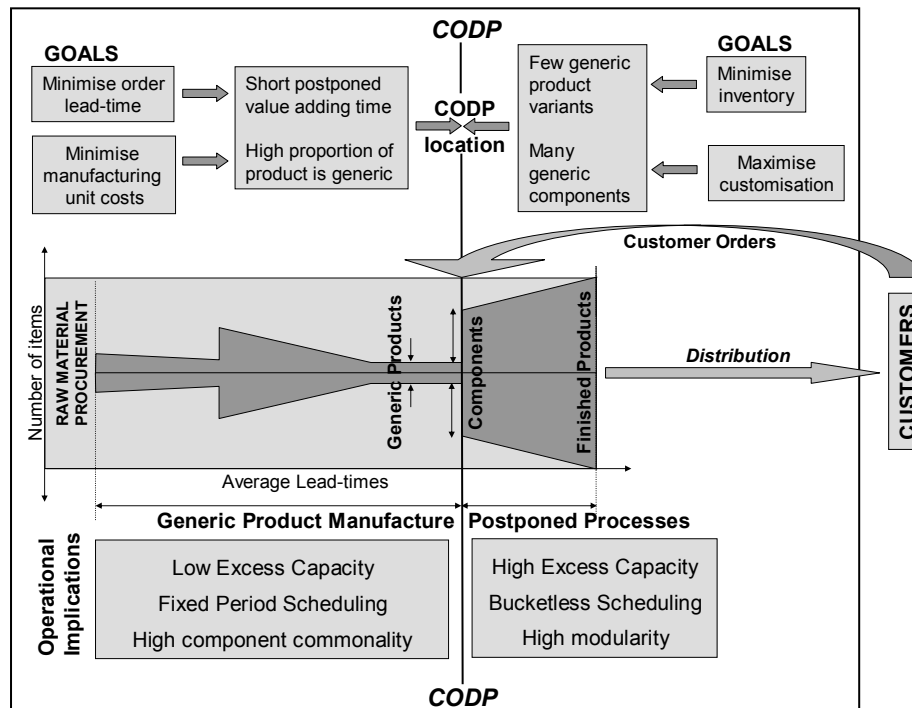 CODP
GOALS
Minimise order
lead-time
Minimise
manufacturing
unit costs
Short postponed
value adding time
High proportion of
product is generic
CODP
location
Few generic
product
variants
Many
generic
components
GOALS
Minimise
inventory
Maximise
customisation
Customer Orders
Number of items
RAW MATERIAL
PROCUREMENT
Generic Products
Components
Finished Products
Distribution
CUSTOMERS
Average Lead-times
Generic Product Manufacture
Postponed Processes
Operational
Implications
Low Excess Capacity
Fixed Period Scheduling
High component commonality
High Excess Capacity
Bucketless Scheduling
High modularity
CODP